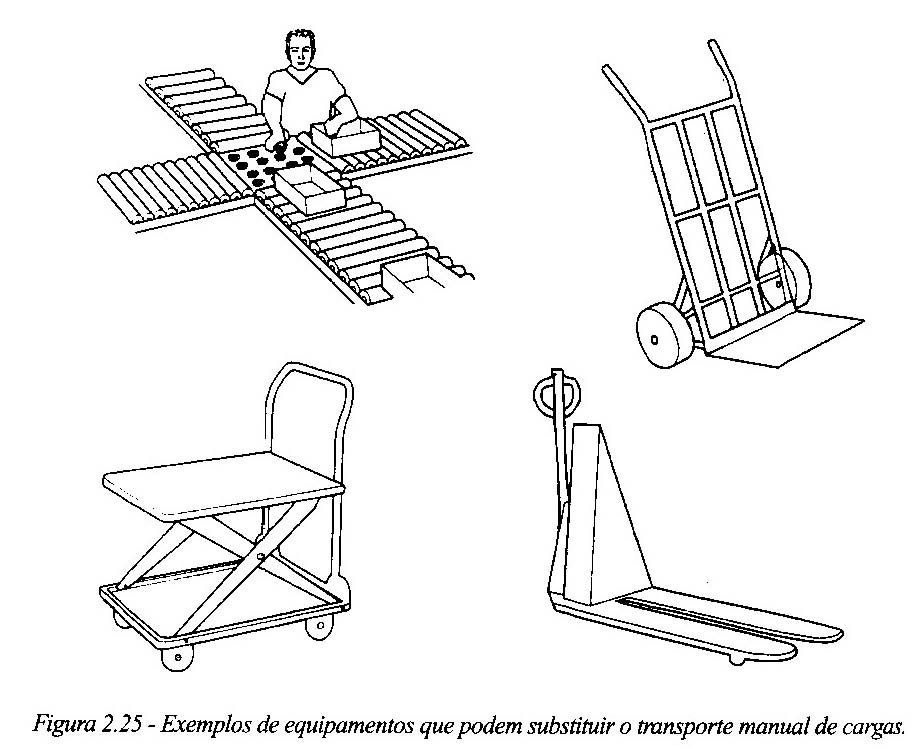 Figura 2.25 - Exemplos de equipamentos que podem substituir o transporte manual de cargas.